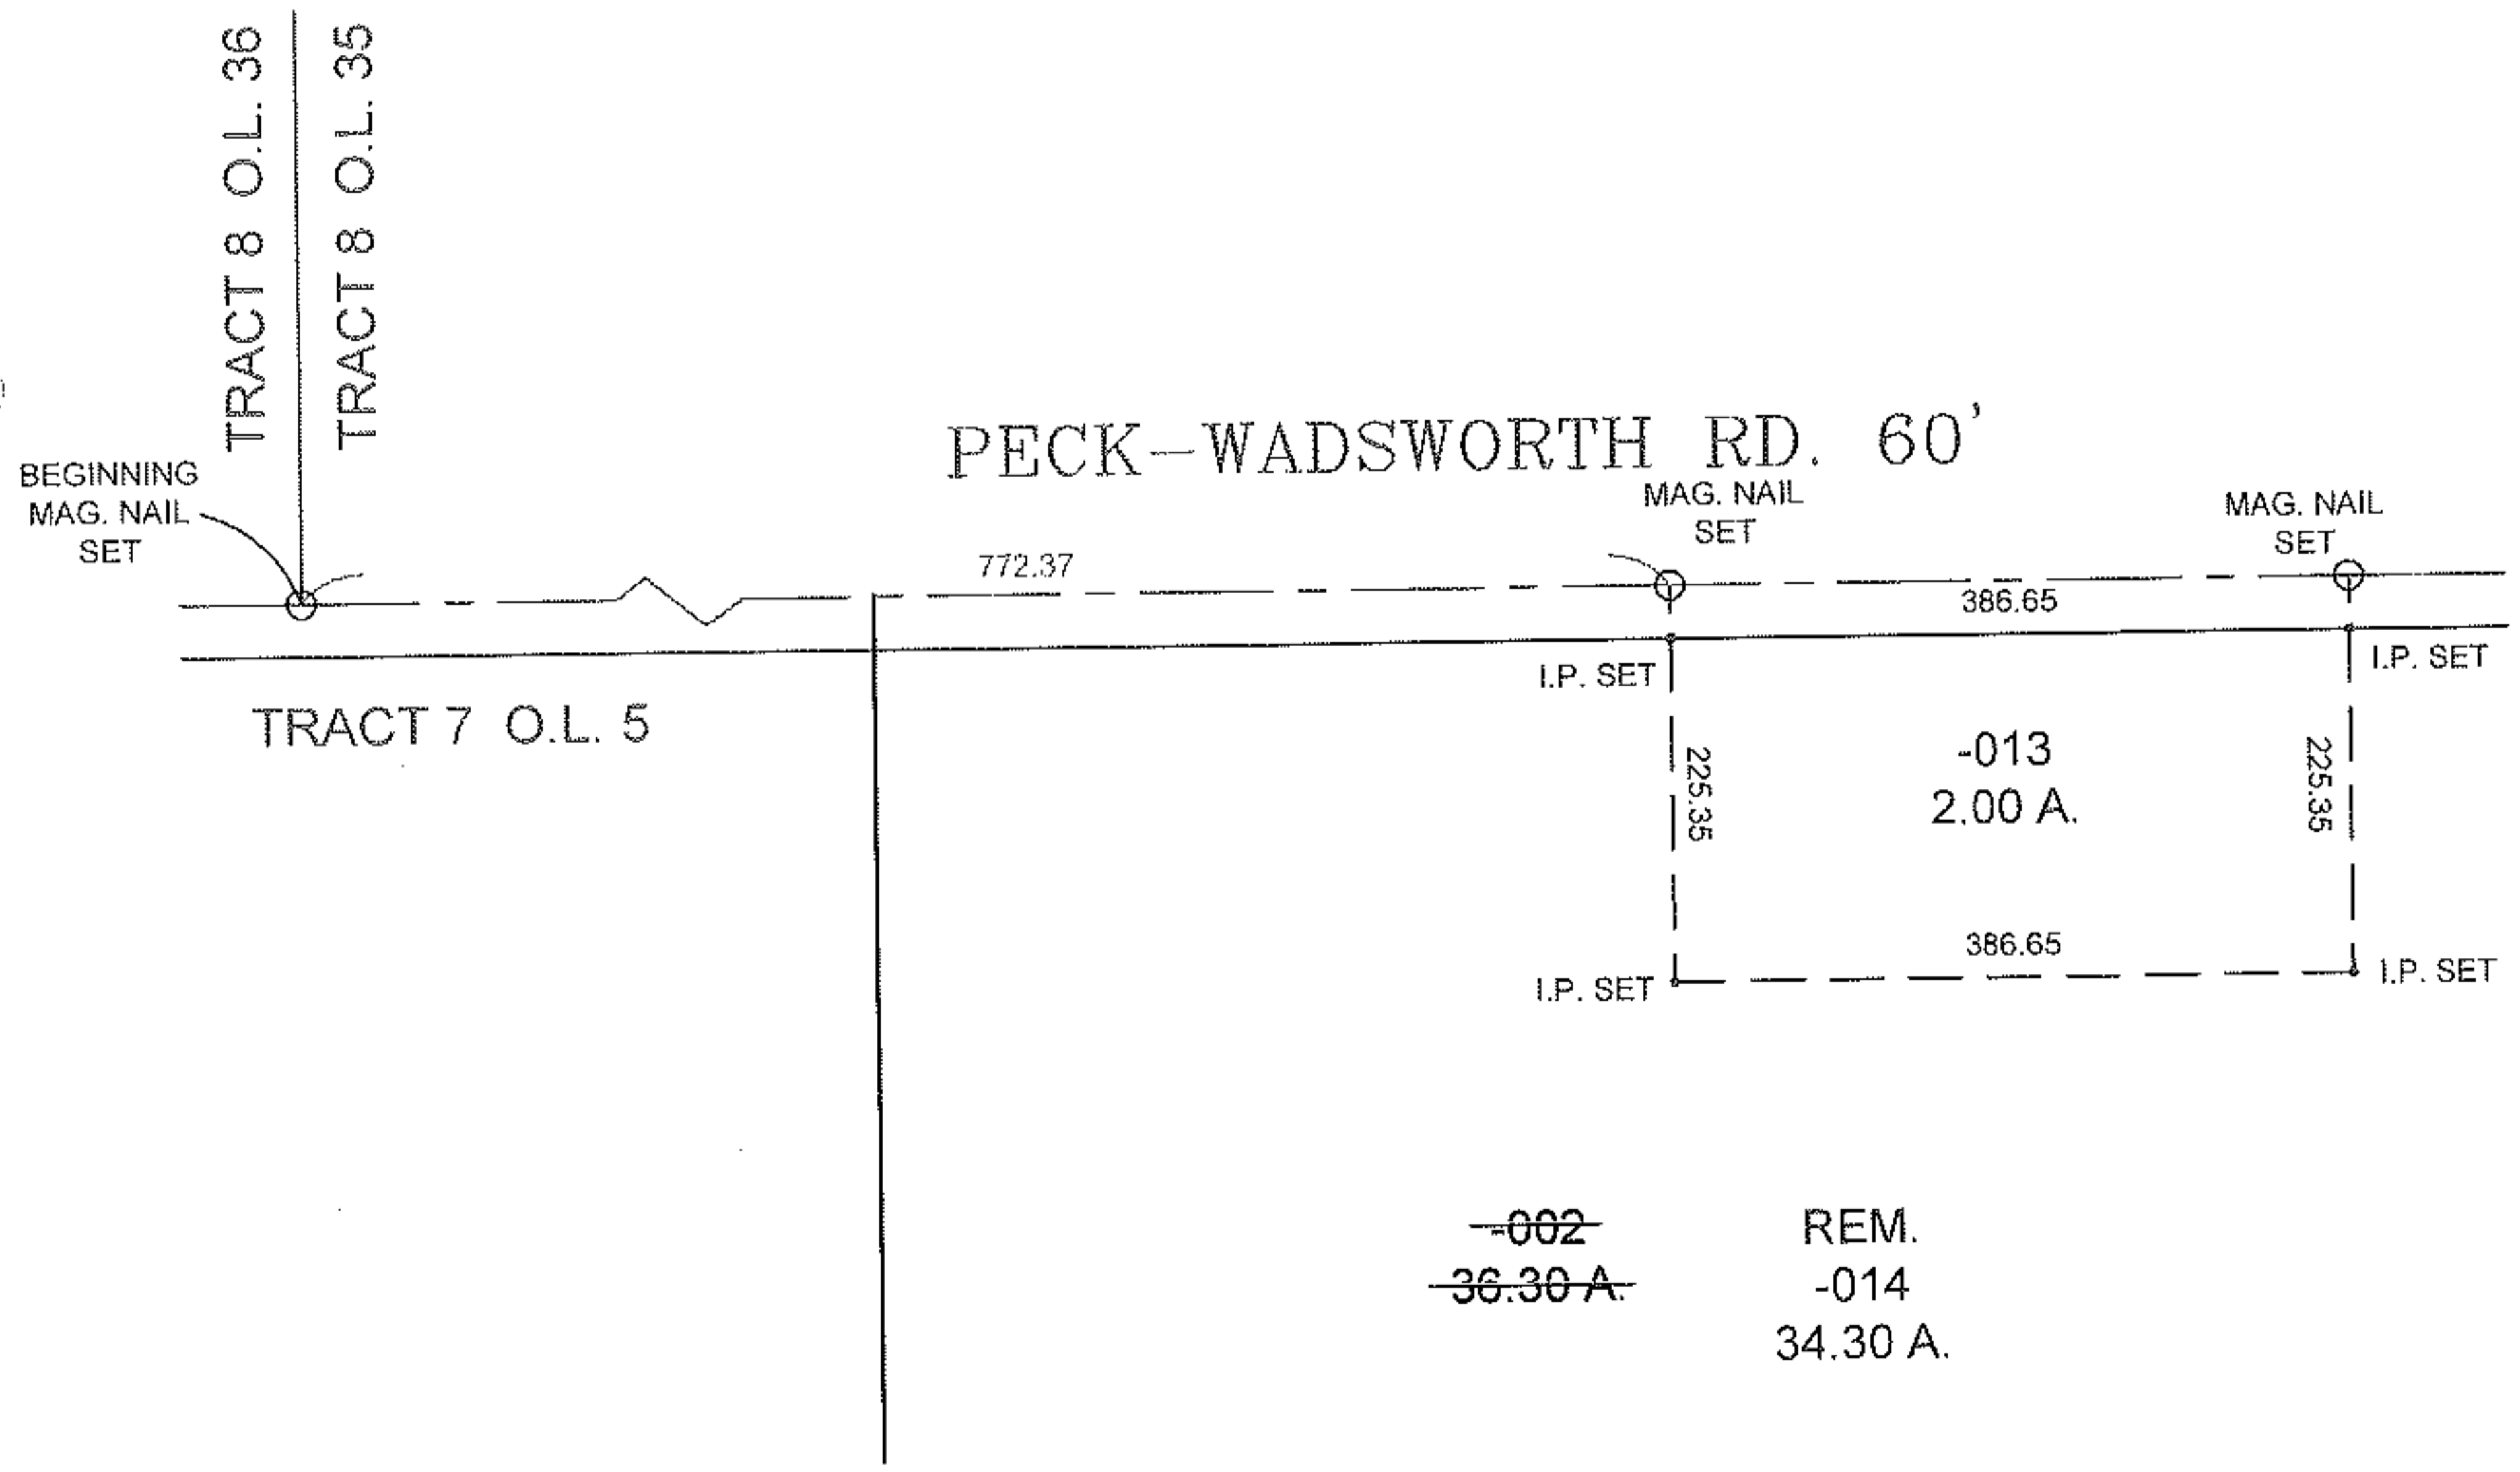 TRACT 8 O.L. 36
TRACT 8 O.L. 35
BEGINNING
MAG. NAIL
SET
PECK-WADSWORTH RD. 60'
MAG. NAIL
SET
MAG. NAIL
SET
772.37
386.65
I.P. SET
I.P. SET
TRACT 7 O.L. 5
225.35
-013
2.00 A.
225.35
386.65
I.P. SET
I.P. SET
-002
36.30 A.
REM.
-014
34.30 A.